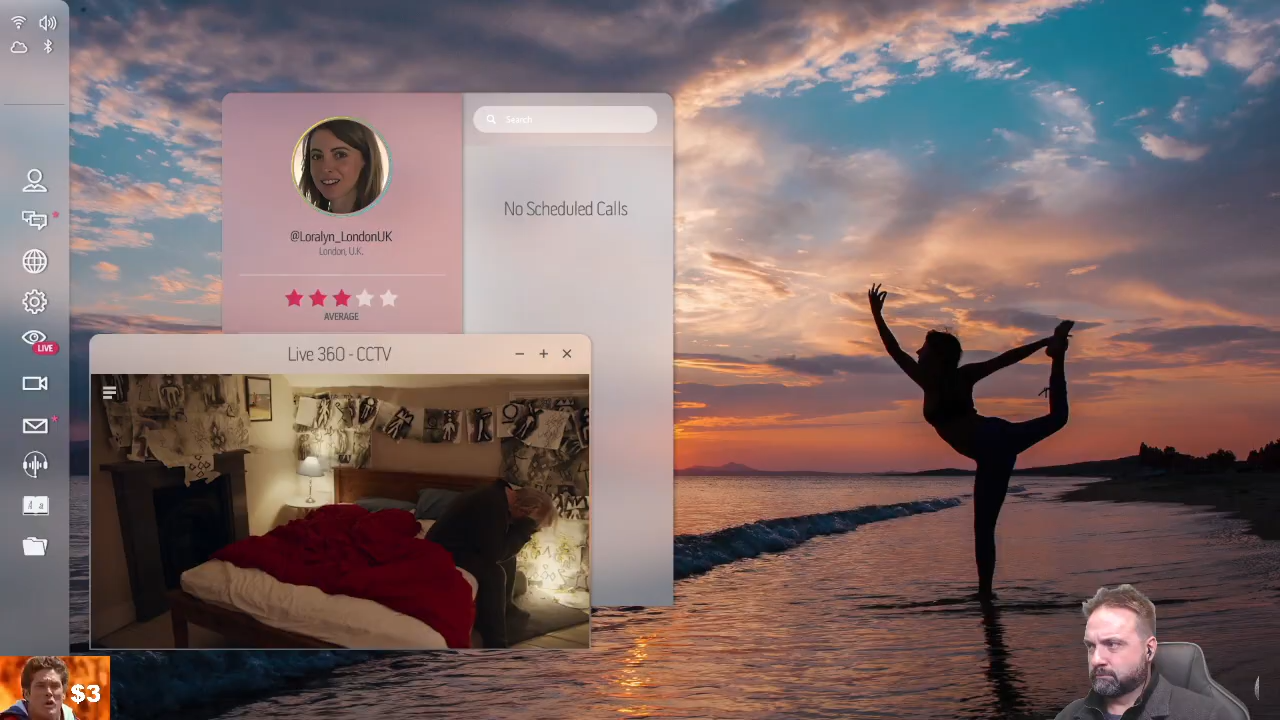 Search
No Scheduled Calls
@Loralyn_LondonUK
London, U.K.
AVERAGE
Live 360 - CCTV
LIVE
$3